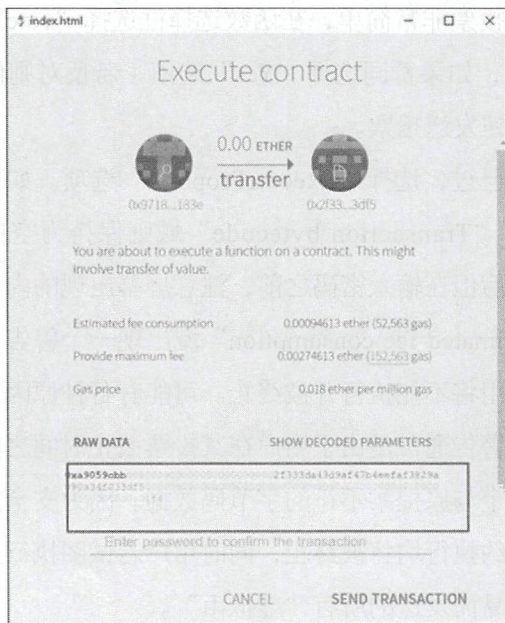 index.html
Execute contract
0.00 ETHER
transfer
0x9718...183e 0x2f33...3df5
You are about to execute a function on a contract. This might
involve transfer of value.
Estimated fee consumption 0.00094613 ether (52,563 gas)
Provide maximum fee 0.00274613 ether (152,563 gas)
Gas price 0.018 ether per million gas
RAW DATA SHOW DECODED PARAMETERS
0xa9059cbb
Enter password to confirm the transaction
CANCEL SEND TRANSACTION